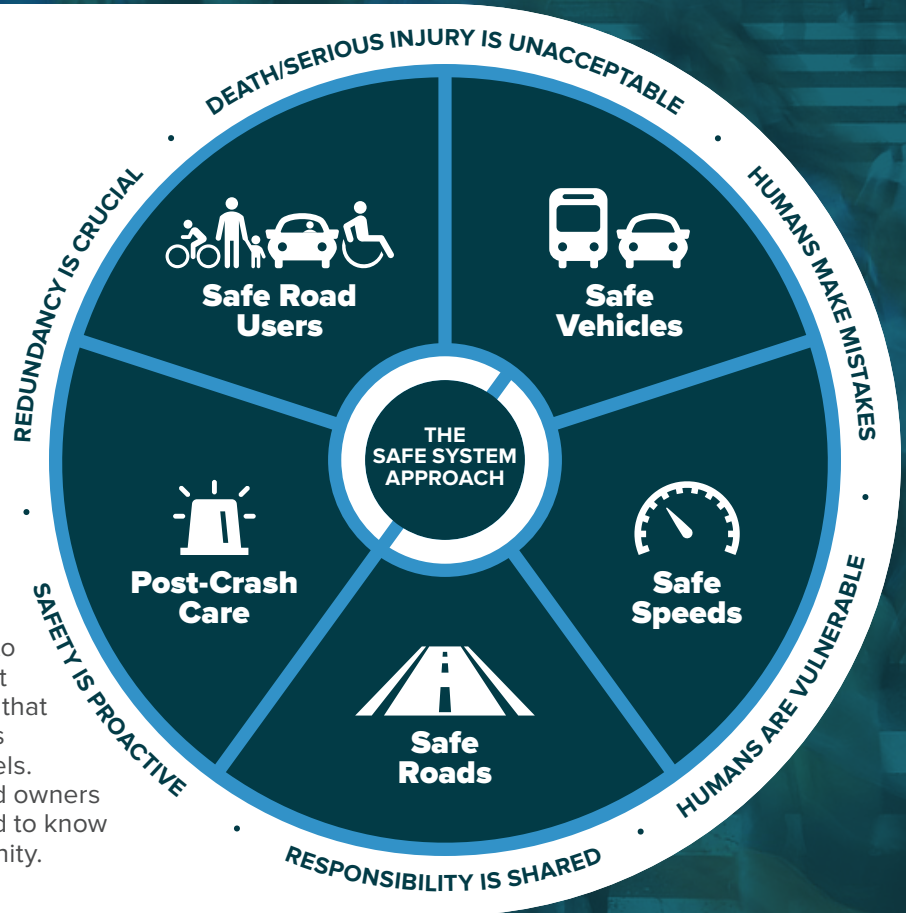 DEATH/SERIOUS INJURY IS UNACCEPTABLE
HUMANS MAKE MISTAKES
HUMANS ARE VULNERABLE
RESPONSIBILITY IS SHARED
SAFETY IS PROACTIVE
REDUNDANCY IS CRUCIAL
Safe Road
Users
Safe
Vehicles
Safe
Speeds
Safe
Roads
Post-Crash
Care
THE
SAFE SYSTEM
APPROACH
that
owners
to know